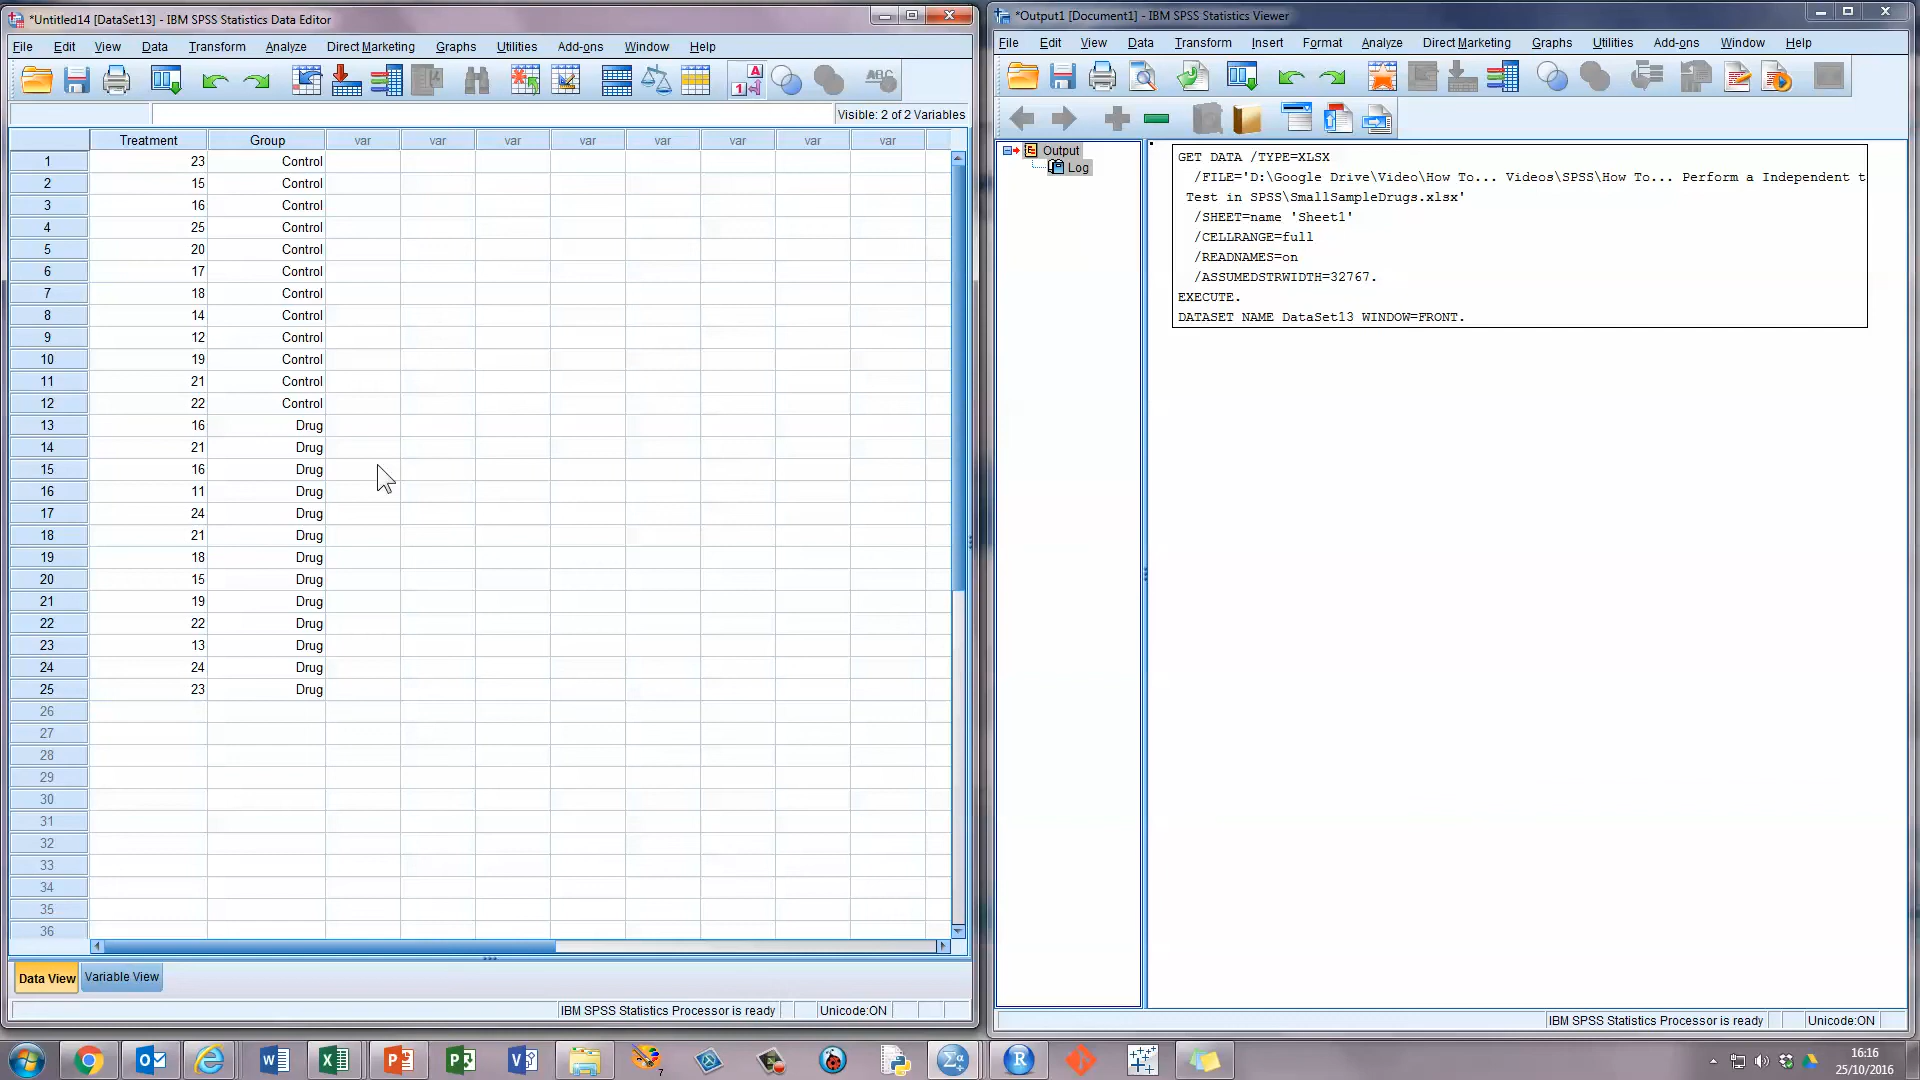 *Untitled14 [DataSet13] - IBM SPSS Statistics Data Editor
File Edit View Data Transform Analyze Direct Marketing Graphs Utilities Add-ons Window Help
Visible: 2 of 2 Variables
Treatment Group var var var var var var var var
1 23 Control
2 15 Control
3 16 Control
4 25 Control
5 20 Control
6 17 Control
7 18 Control
8 14 Control
9 12 Control
10 19 Control
11 21 Control
12 22 Control
13 16 Drug
14 21 Drug
15 16 Drug
16 11 Drug
17 24 Drug
18 21 Drug
19 18 Drug
20 15 Drug
21 19 Drug
22 22 Drug
23 13 Drug
24 24 Drug
25 23 Drug
26
27
28
29
30
31
32
33
34
35
36
Data View Variable View
IBM SPSS Statistics Processor is ready Unicode:ON
*Output1 [Document1] - IBM SPSS Statistics Viewer
File Edit View Data Transform Insert Format Analyze Direct Marketing Graphs Utilities Add-ons Window Help
Output
Log
GET DATA /TYPE=XLSX
/FILE='D:\Google Drive\Video\How To... Videos\SPSS\How To... Perform a Independent t
Test in SPSS\SmallSampleDrugs.xlsx'
/SHEET=name 'Sheet1'
/CELLRANGE=full
/READNAMES=on
/ASSUMEDSTRWIDTH=32767.
EXECUTE.
DATASET NAME DataSet13 WINDOW=FRONT.
IBM SPSS Statistics Processor is ready Unicode:ON
16:16
25/10/2016